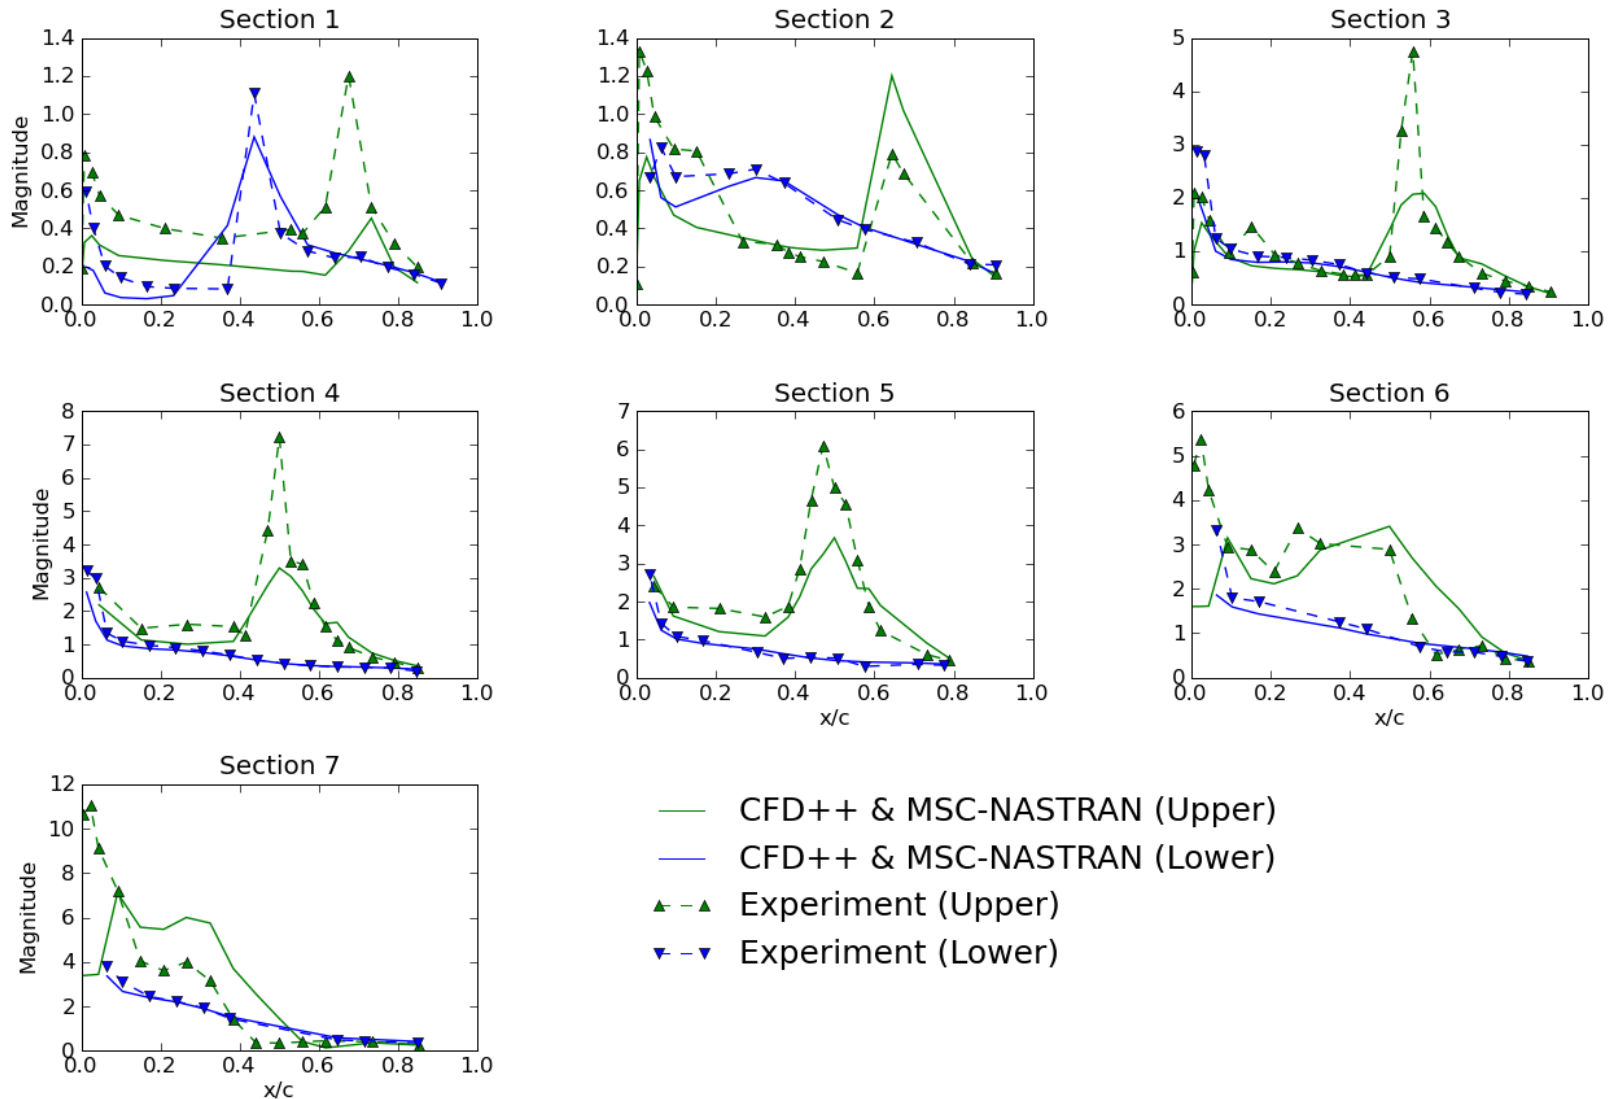 Section 1
Section 2
Section 3
1.4
1.2
1.0
0.8
0.6
0.4
0.2
0.0
Magnitude
0.0 0.2 0.4 0.6 0.8 1.0
1.4
1.2
1.0
0.8
0.6
0.4
0.2
0.0
0.0 0.2 0.4 0.6 0.8 1.0
5
4
3
2
1
0
0.0 0.2 0.4 0.6 0.8 1.0
Section 4
Section 5
Section 6
8
7
6
5
4
3
2
1
0
Magnitude
0.0 0.2 0.4 0.6 0.8 1.0
7
6
5
4
3
2
1
0
0.0 0.2 0.4 0.6 0.8 1.0
x/c
6
5
4
3
2
1
0
0.0 0.2 0.4 0.6 0.8 1.0
x/c
Section 7
12
10
8
6
4
2
0
Magnitude
0.0 0.2 0.4 0.6 0.8 1.0
x/c
CFD++ & MSC-NASTRAN (Upper)
CFD++ & MSC-NASTRAN (Lower)
Experiment (Upper)
Experiment (Lower)